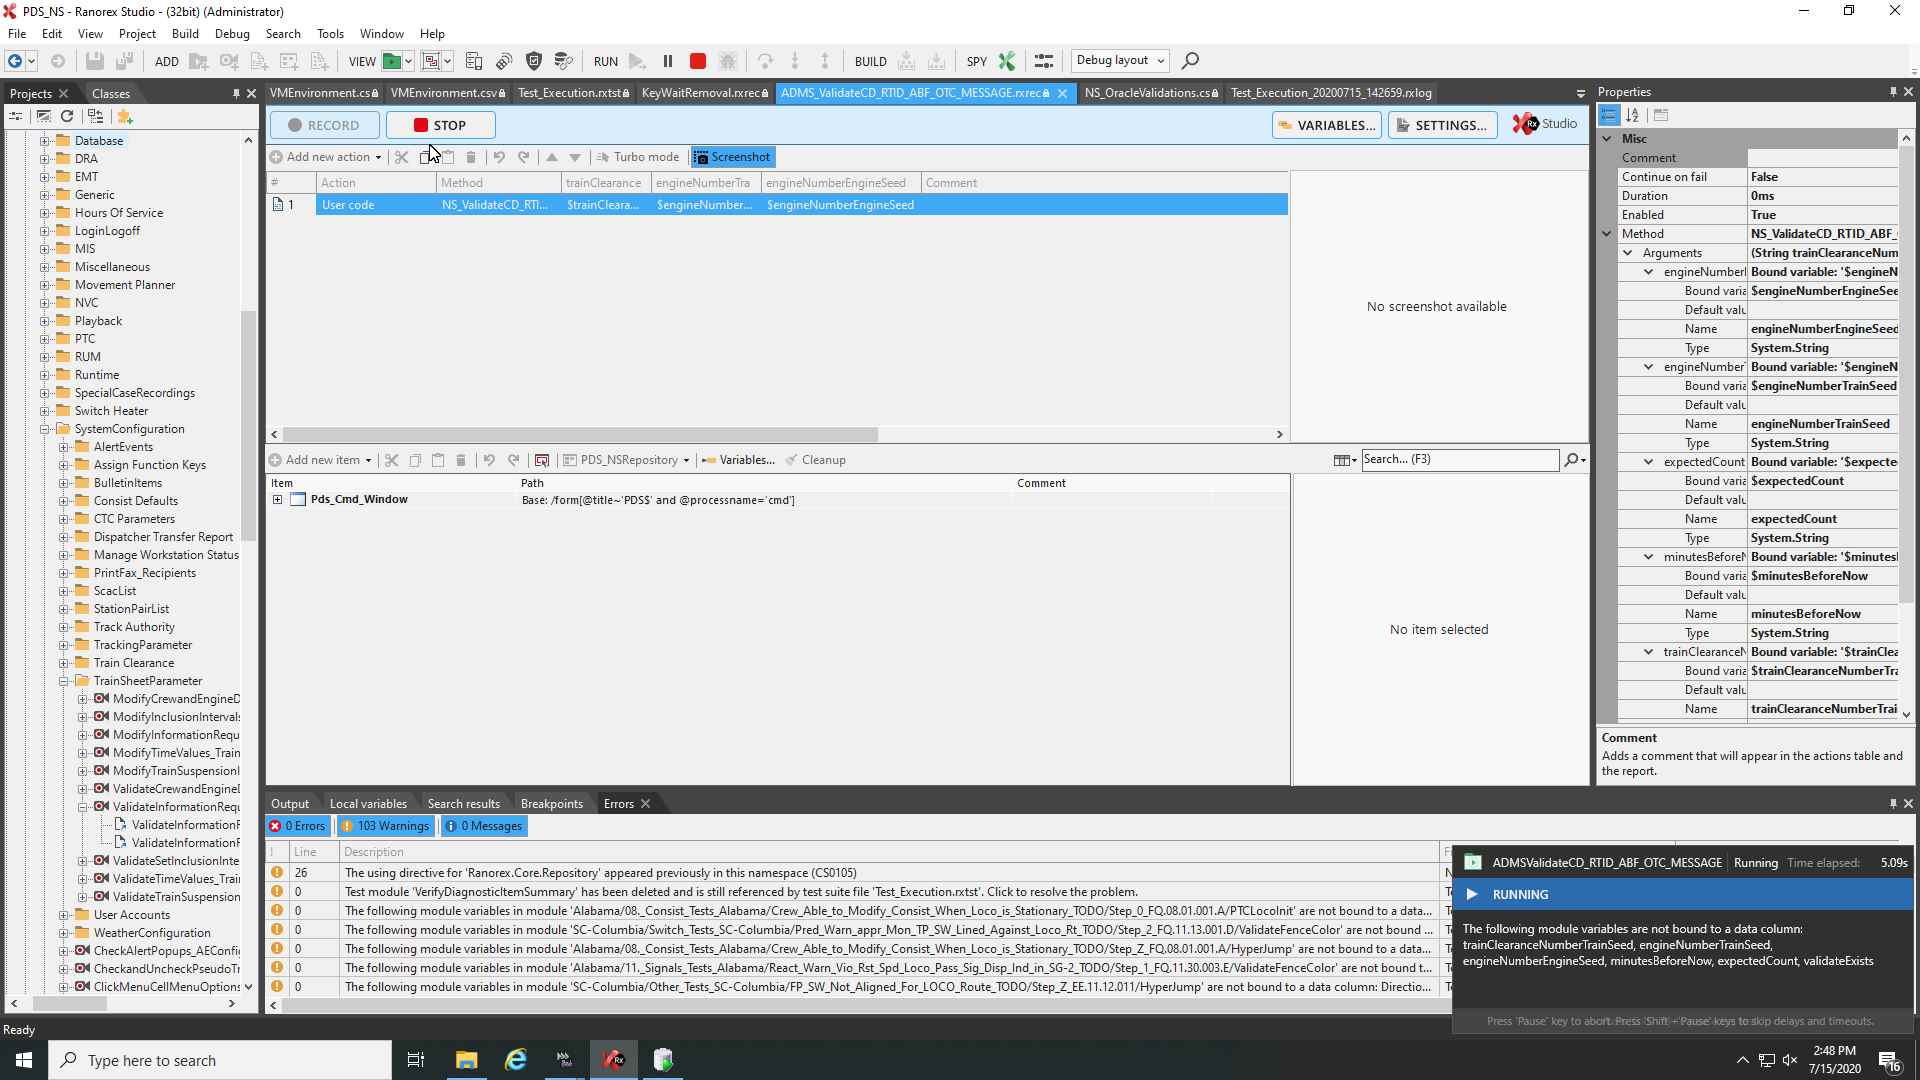 PDS_NS - Ranorex Studio - (32bit) (Administrator)
File Edit View Project Build Debug Search Tools Window Help
ADD VIEW RUN BUILD SPY Debug layout
Projects Classes
VMEnvironment.cs VMEnvironment.csv Test_Execution.rxtst KeyWaitRemoval.rxrec ADMS_ValidateCD_RTID_ABF_OTC_MESSAGE.rxrec NS_OracleValidations.cs Test_Execution_20200715_142659.rxlog
RECORD STOP VARIABLES... SETTINGS... Rx Studio
Add new action Turbo mode Screenshot
# Action Method trainClearance engineNumberTra engineNumberEngineSeed Comment
1 User code NS_ValidateCD_RTI... $trainCleara... $engineNumber... $engineNumberEngineSeed
No screenshot available
Add new item PDS_NSRepository Variables... Cleanup Search... (F3)
Item Path Comment
Pds_Cmd_Window Base: /form[@title~'PDS$' and @processname='cmd']
No item selected
Database
DRA
EMT
Generic
Hours Of Service
LoginLogoff
MIS
Miscellaneous
Movement Planner
NVC
Playback
PTC
RUM
Runtime
SpecialCaseRecordings
Switch Heater
SystemConfiguration
AlertEvents
Assign Function Keys
BulletinItems
Consist Defaults
CTC Parameters
Dispatcher Transfer Report
Manage Workstation Status
PrintFax_Recipients
ScacList
StationPairList
Track Authority
TrackingParameter
Train Clearance
TrainSheetParameter
ModifyCrewandEngineD
ModifyInclusionIntervals
ModifyInformationRequ
ModifyTimeValues_Train
ModifyTrainSuspensionI
ValidateCrewandEngineD
ValidateInformationRequ
ValidateInformationR
ValidateInformationR
ValidateSetInclusionInte
ValidateTimeValues_Trai
ValidateTrainSuspension
User Accounts
WeatherConfiguration
CheckAlertPopups_AEConfi
CheckandUncheckPseudoTr
ClickMenuCellMenuOptions
Properties
Misc
Comment
Continue on fail False
Duration 0ms
Enabled True
Method NS_ValidateCD_RTID_ABF_
Arguments (String trainClearanceNum
engineNumberE Bound variable: '$engineN
Bound varia $engineNumberEngineSee
Default valu
Name engineNumberEngineSeed
Type System.String
engineNumberT Bound variable: '$engineN
Bound varia $engineNumberTrainSeed
Default valu
Name engineNumberTrainSeed
Type System.String
expectedCount Bound variable: '$expecte
Bound varia $expectedCount
Default valu
Name expectedCount
Type System.String
minutesBeforeN Bound variable: '$minutesI
Bound varia $minutesBeforeNow
Default valu
Name minutesBeforeNow
Type System.String
trainClearanceN Bound variable: '$trainClea
Bound varia $trainClearanceNumberTra
Default valu
Name trainClearanceNumberTrai
Comment
Adds a comment that will appear in the actions table and
the report.
Output Local variables Search results Breakpoints Errors
0 Errors 103 Warnings 0 Messages
! Line Description
26 The using directive for 'Ranorex.Core.Repository' appeared previously in this namespace (CS0105)
0 Test module 'VerifyDiagnosticItemSummary' has been deleted and is still referenced by test suite file 'Test_Execution.rxtst'. Click to resolve the problem.
0 The following module variables in module 'Alabama/08._Consist_Tests_Alabama/Crew_Able_to_Modify_Consist_When_Loco_is_Stationary_TODO/Step_0_FQ.08.01.001.A/PTCLocoInit' are not bound to a data...
0 The following module variables in module 'SC-Columbia/Switch_Tests_SC-Columbia/Pred_Warn_appr_Mon_TP_SW_Lined_Against_Loco_Rt_TODO/Step_2_FQ.11.13.001.D/ValidateFenceColor' are not bound ...
0 The following module variables in module 'Alabama/08._Consist_Tests_Alabama/Crew_Able_to_Modify_Consist_When_Loco_is_Stationary_TODO/Step_Z_FQ.08.01.001.A/HyperJump' are not bound to a data...
0 The following module variables in module 'Alabama/11._Signals_Tests_Alabama/React_Warn_Vio_Rst_Spd_Loco_Pass_Sig_Disp_Ind_in_SG-2_TODO/Step_1_FQ.11.30.003.E/ValidateFenceColor' are not bound t...
0 The following module variables in module 'SC-Columbia/Other_Tests_SC-Columbia/FP_SW_Not_Aligned_For_LOCO_Route_TODO/Step_Z_EE.11.12.011/HyperJump' are not bound to a data column: Directio...
ADMSValidateCD_RTID_ABF_OTC_MESSAGE Running Time elapsed: 5.09s
RUNNING
The following module variables are not bound to a data column:
trainClearanceNumberTrainSeed, engineNumberTrainSeed,
engineNumberEngineSeed, minutesBeforeNow, expectedCount, validateExists
Press 'Pause' key to abort. Press 'Shift + Pause' keys to skip delays and timeouts.
Ready
Type here to search
2:48 PM
7/15/2020
16